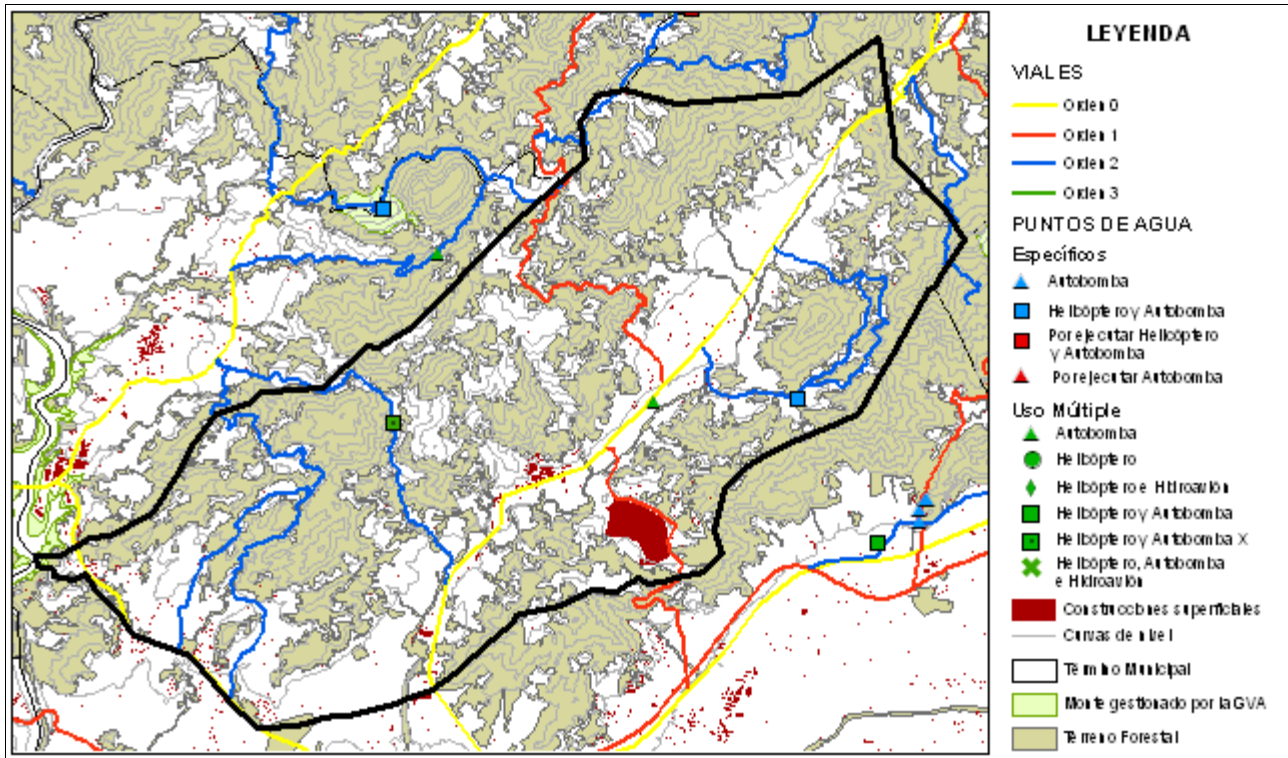 LEYENDA
VIALES
Orden 0
Orden 1
Orden 2
Orden 3
PUNTOS DE AGUA
Específicos
Autobomba
Helicóptero y Autobomba
Por ejecutar Helicóptero
y Autobomba
Por ejecutar Autobomba
Uso Múltiple
Autobomba
Helicóptero
Helicóptero e Hidroavión
Helicóptero y Autobomba
Helicóptero y Autobomba X
Helicóptero, Autobomba
e Hidroavión
Construcciones superficiales
Curvas de nivel
Término Municipal
Monte gestionado por la GVA
Terreno Forestal